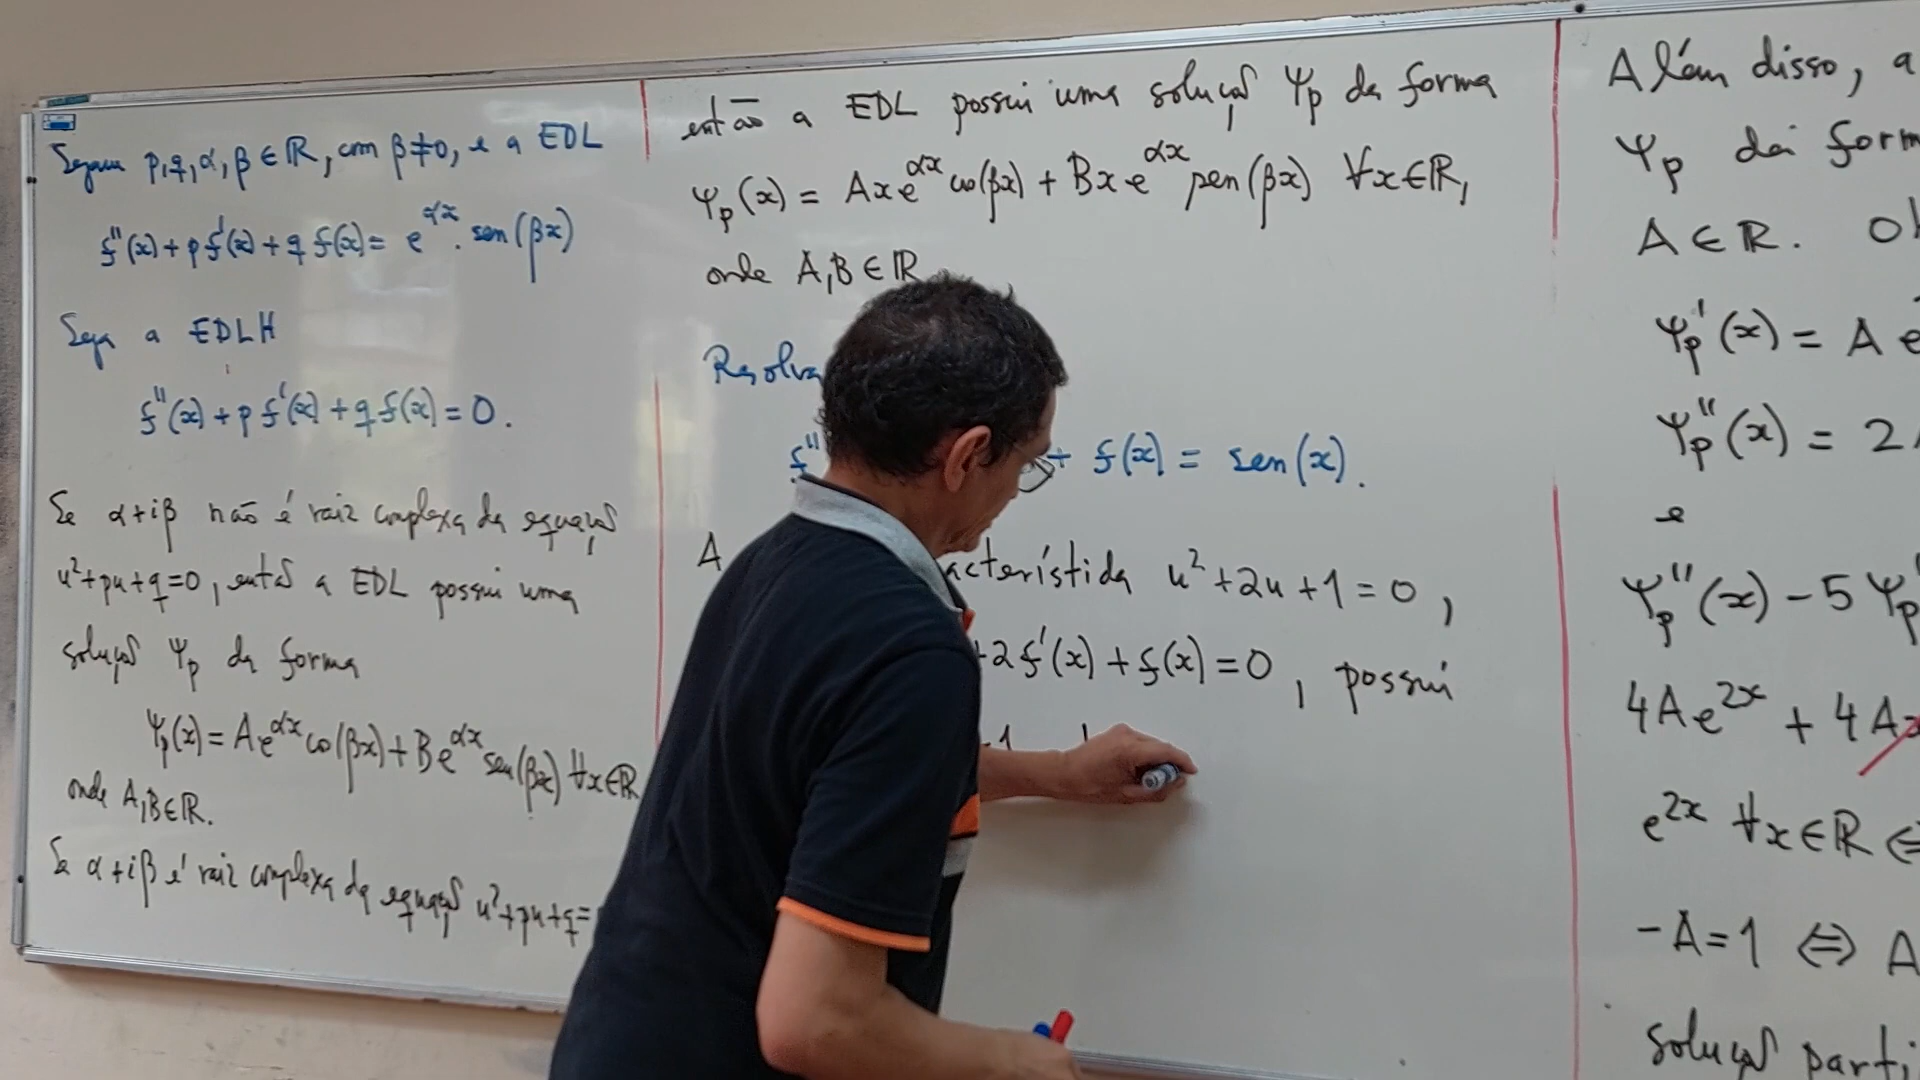 Sejam p, q, α, β ∈ ℝ, com β ≠ 0, e a EDL
f''(x) + p f'(x) + q f(x) = e^{αx} . sen(βx)
Seja a EDLH
f''(x) + p f'(x) + q f(x) = 0.
Se α+iβ não é raiz complexa da equação
u² + pu + q = 0, então a EDL possui uma
solução Ψp da forma
Ψp(x) = A e^{αx} cos(βx) + B e^{αx} sen(βx) ∀x∈ℝ
onde A, B ∈ ℝ.
Se α+iβ é raiz complexa da equação u² + pu + q =
então a EDL possui uma solução Ψp da forma
Ψp(x) = A x e^{αx} cos(βx) + B x e^{αx} sen(βx) ∀x∈ℝ,
onde A, B ∈ ℝ
Resolva
f'' + f(x) = sen(x).
A acterístida u² + 2u + 1 = 0,
+2f'(x) + f(x) = 0, possui
-1
Além disso, a
Ψp da form
A ∈ ℝ. Ob
Ψp'(x) = A e
Ψp''(x) = 2
e
Ψp''(x) - 5 Ψp'
4Ae^{2x} + 4A
e^{2x} ∀x∈ℝ ⇔
-A = 1 ⇔ A
solução parti